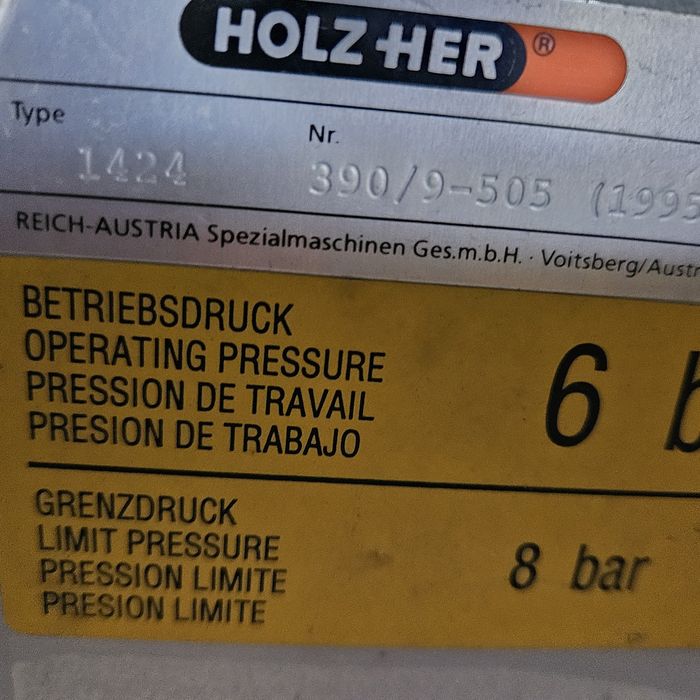 HOLZ-HER ®
Type Nr.
1424 390/9-505 (1995
REICH-AUSTRIA Spezialmaschinen Ges.m.b.H. · Voitsberg/Austr
BETRIEBSDRUCK
OPERATING PRESSURE
PRESSION DE TRAVAIL
PRESION DE TRABAJO
6 b
GRENZDRUCK
LIMIT PRESSURE
PRESSION LIMITE
PRESION LIMITE
8 bar